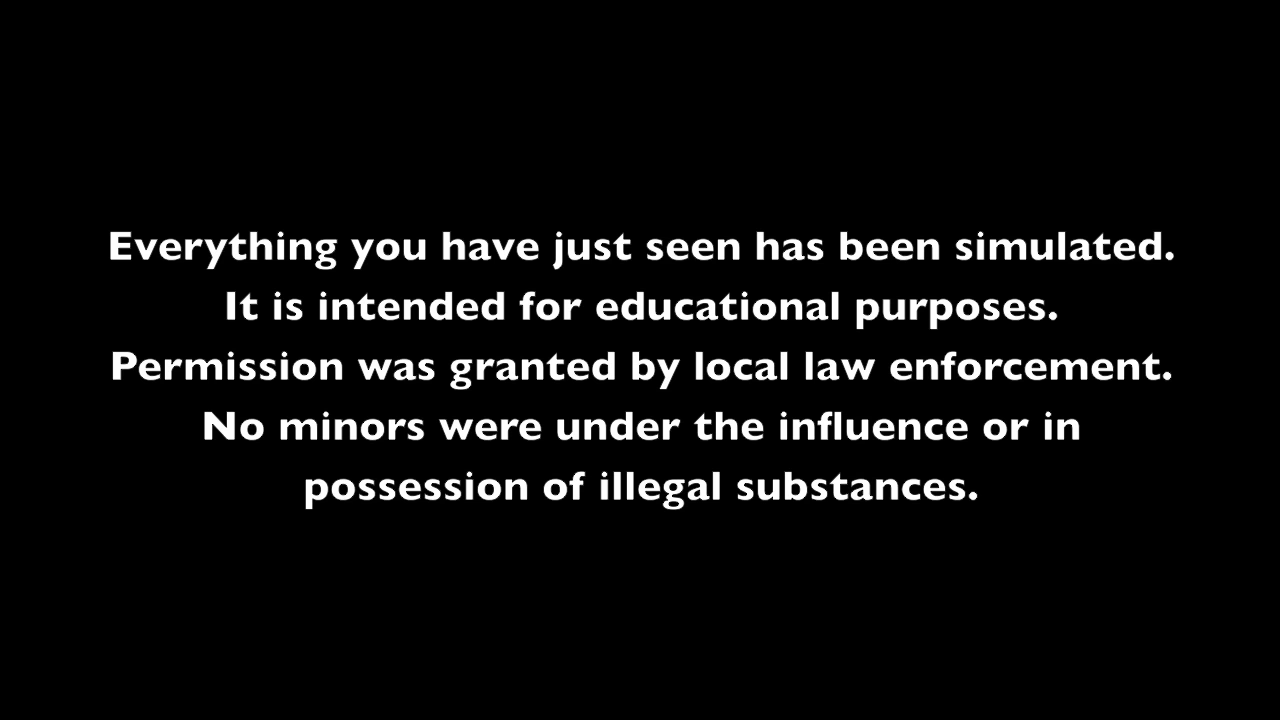 Everything you have just seen has been simulated.
It is intended for educational purposes.
Permission was granted by local law enforcement.
No minors were under the influence or in
possession of illegal substances.